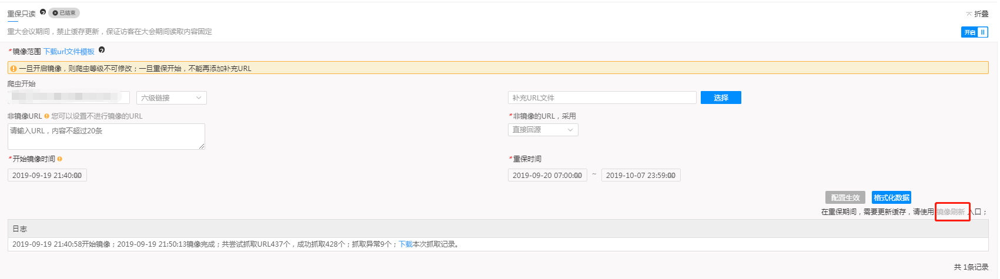 重保只读 已结束 折叠
重大会议期间，禁止缓存更新，保证访客在大会期间读取内容固定 开启
*镜像范围 下载url文件模板
一旦开启镜像，则爬虫等级不可修改；一旦重保开始，不能再添加补充URL
爬虫开始
六级链接 补充URL文件 选择
非镜像URL 您可以设置不进行镜像的URL *非镜像的URL，采用
请输入URL，内容不超过20条 直接回源
*开始镜像时间 *重保时间
2019-09-19 21:40:00 2019-09-20 07:00:00 ~ 2019-10-07 23:59:00
配置生效 格式化数据
在重保期间，需要更新缓存，请使用 镜像刷新 入口；
日志
2019-09-19 21:40:58开始镜像；2019-09-19 21:50:13镜像完成；共尝试抓取URL437个，成功抓取428个；抓取异常9个；下载本次抓取记录。
共 1条记录